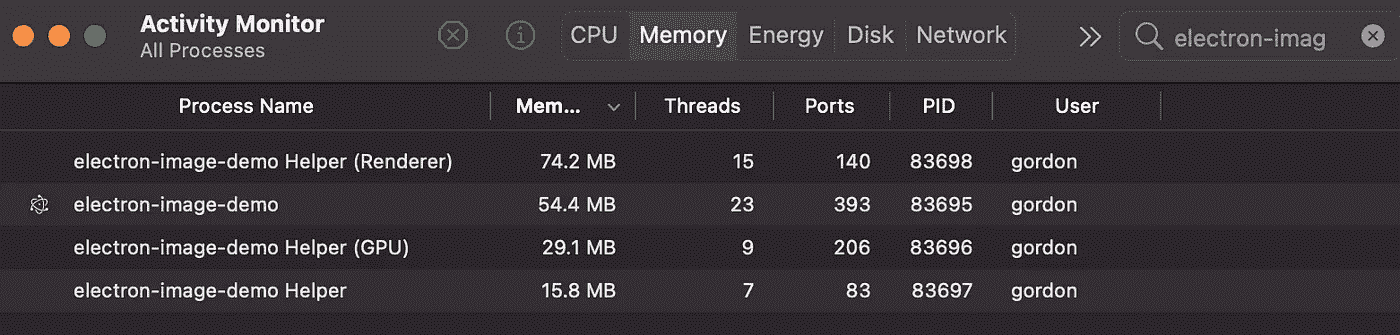 Activity Monitor
All Processes
CPU Memory Energy Disk Network
electron-imag
Process Name Mem... Threads Ports PID User
electron-image-demo Helper (Renderer) 74.2 MB 15 140 83698 gordon
electron-image-demo 54.4 MB 23 393 83695 gordon
electron-image-demo Helper (GPU) 29.1 MB 9 206 83696 gordon
electron-image-demo Helper 15.8 MB 7 83 83697 gordon